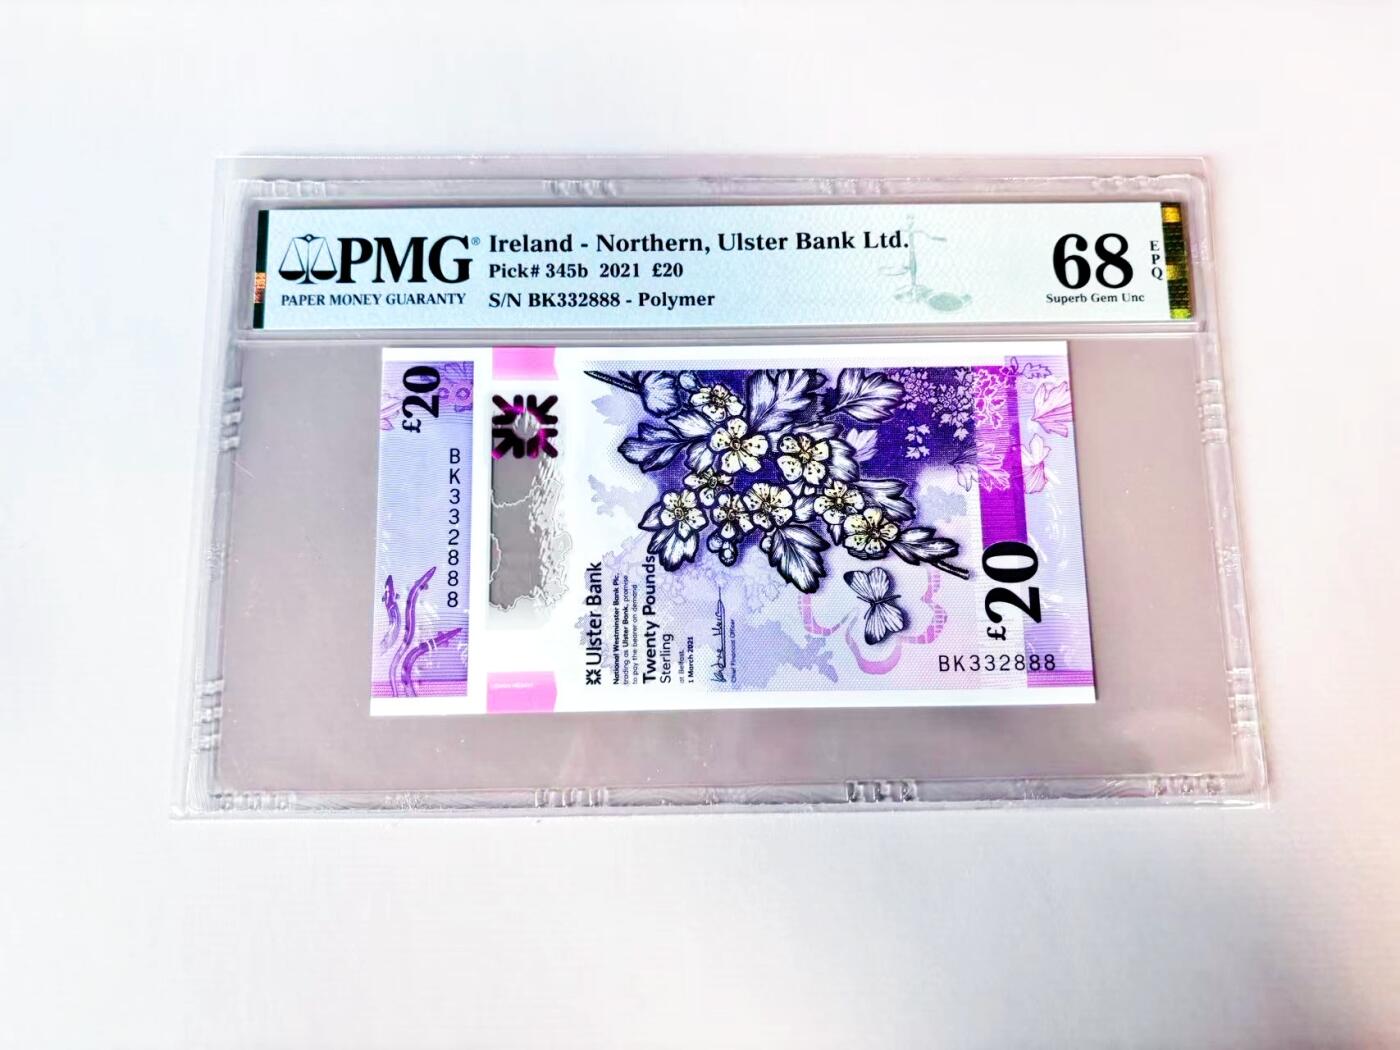 PMG®
PAPER MONEY GUARANTY
Ireland - Northern, Ulster Bank Ltd.
Pick# 345b 2021 £20
S/N BK332888 - Polymer
68
EPQ
Superb Gem Unc
£20
BK332888
Ulster Bank
National Westminster Bank Plc,
trading as Ulster Bank, promise
to pay the bearer on demand
Twenty Pounds
Sterling
at Belfast,
1 March 2021
Chief Financial Officer
£20
BK332888